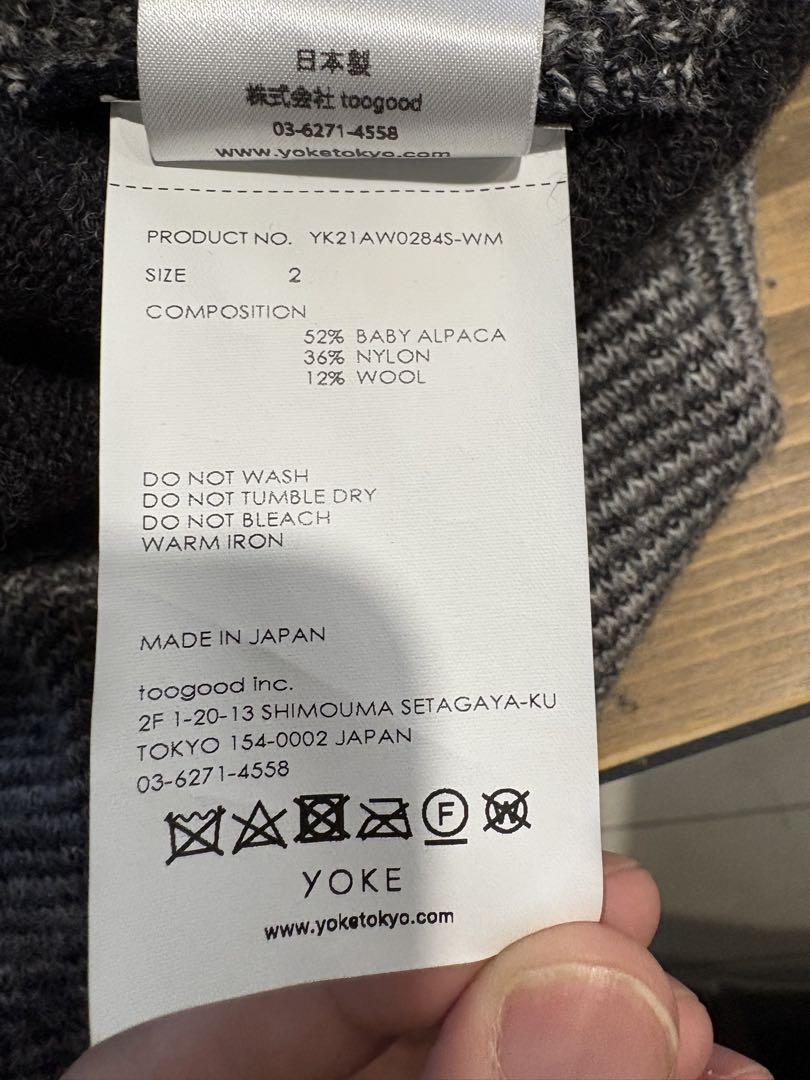 日本製
株式会社 toogood
03-6271-4558
www.yoketokyo.com
PRODUCT NO. YK21AW0284S-WM
SIZE 2
COMPOSITION
52% BABY ALPACA
36% NYLON
12% WOOL
DO NOT WASH
DO NOT TUMBLE DRY
DO NOT BLEACH
WARM IRON
MADE IN JAPAN
toogood inc.
2F 1-20-13 SHIMOUMA SETAGAYA-KU
TOKYO 154-0002 JAPAN
03-6271-4558
F W
YOKE
www.yoketokyo.com